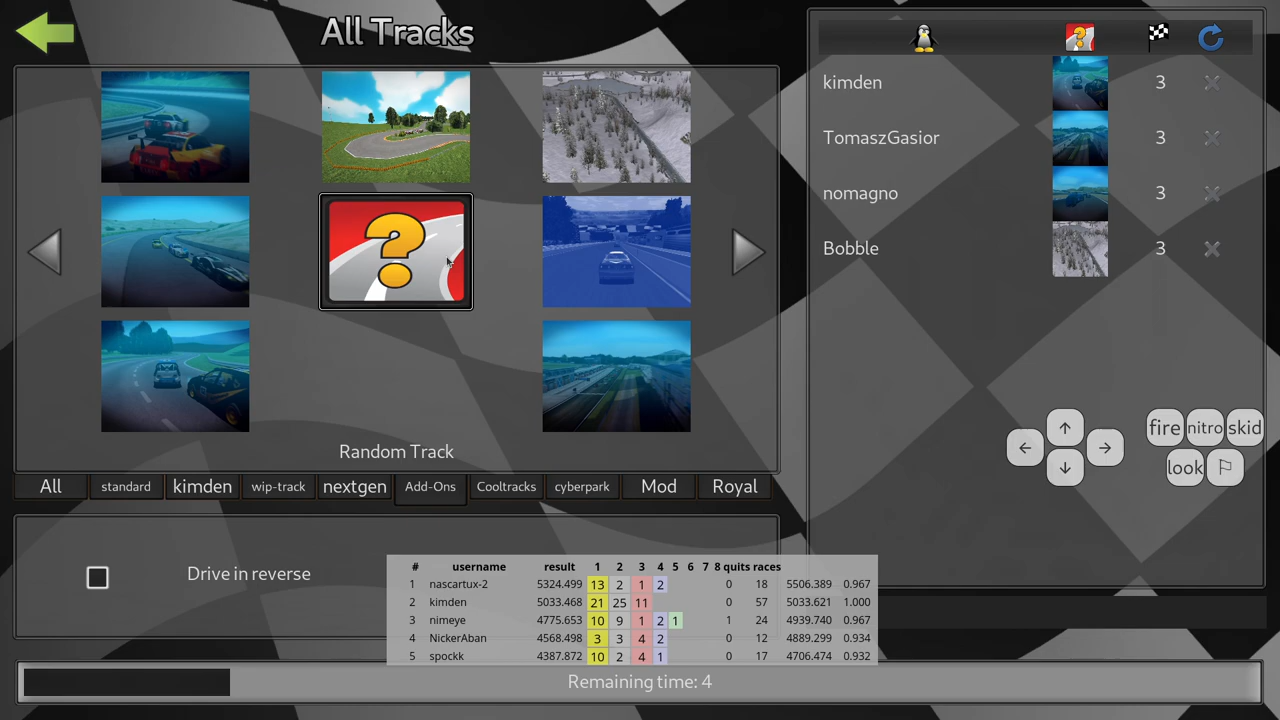 All Tracks
kimden 3
TomaszGasior 3
nomagno 3
Bobble 3
?
?
Random Track
All standard kimden wip-track nextgen Add-Ons Cooltracks cyberpark Mod Royal
↑ fire nitro skid
← →
↓ look
Drive in reverse
# username result 1 2 3 4 5 6 7 8 quits races
1 nascartux-2 5324.499 13 2 1 2 0 18 5506.389 0.967
2 kimden 5033.468 21 25 11 0 57 5033.621 1.000
3 nimeye 4775.653 10 9 1 2 1 1 24 4939.740 0.967
4 NickerAban 4568.498 3 3 4 2 0 12 4889.299 0.934
5 spockk 4387.872 10 2 4 1 0 17 4706.474 0.932
Remaining time: 4